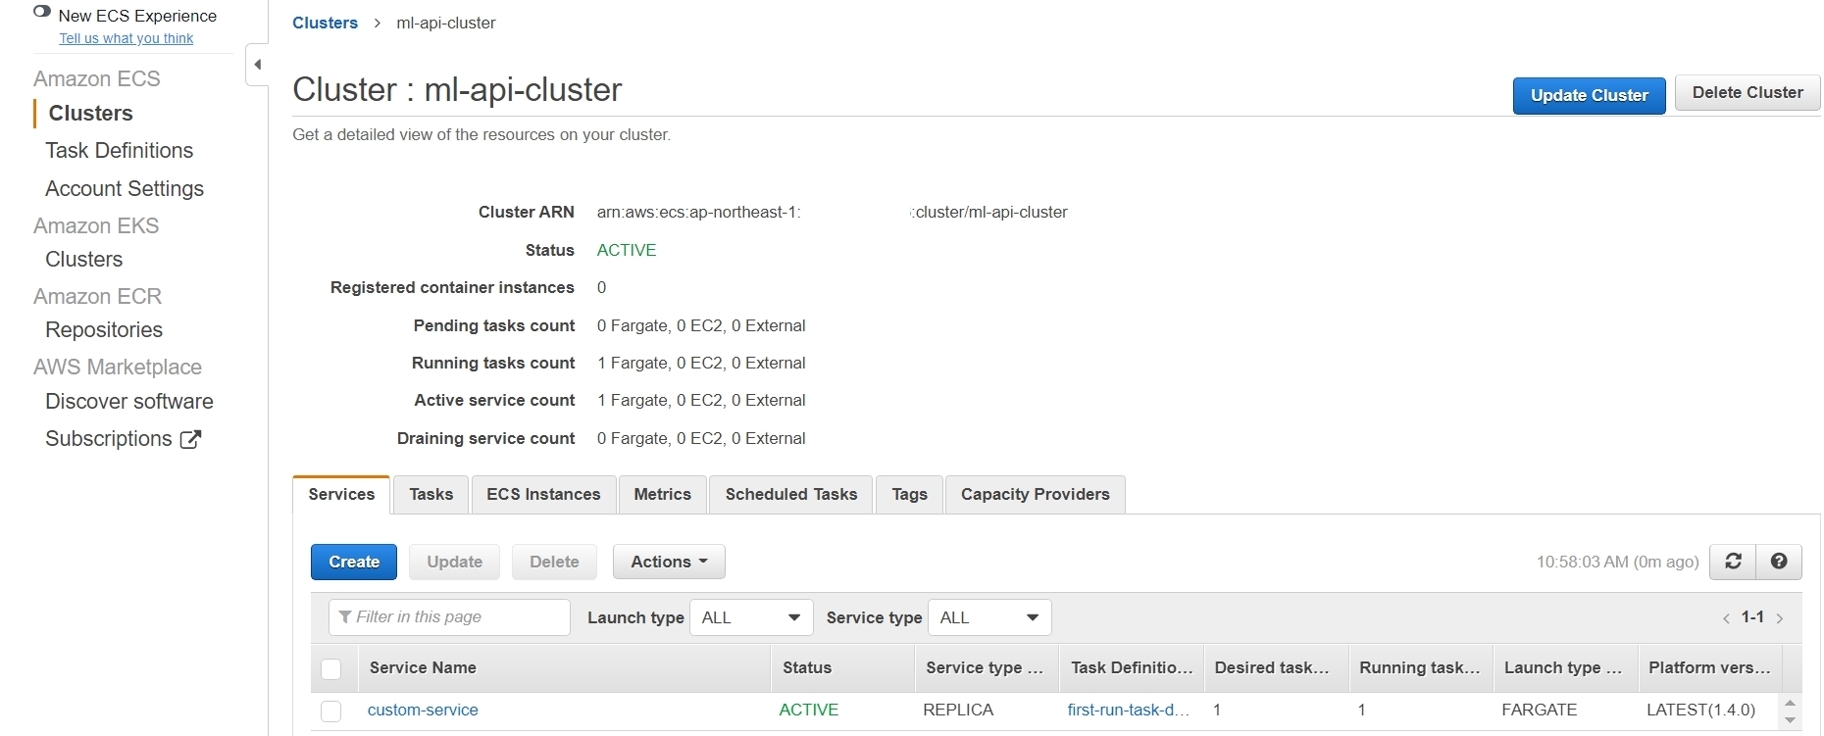 New ECS Experience
Tell us what you think
Amazon ECS
Clusters
Task Definitions
Account Settings
Amazon EKS
Clusters
Amazon ECR
Repositories
AWS Marketplace
Discover software
Subscriptions
Clusters > ml-api-cluster
Cluster : ml-api-cluster
Update Cluster Delete Cluster
Get a detailed view of the resources on your cluster.
Cluster ARN arn:aws:ecs:ap-northeast-1: :cluster/ml-api-cluster
Status ACTIVE
Registered container instances 0
Pending tasks count 0 Fargate, 0 EC2, 0 External
Running tasks count 1 Fargate, 0 EC2, 0 External
Active service count 1 Fargate, 0 EC2, 0 External
Draining service count 0 Fargate, 0 EC2, 0 External
Services Tasks ECS Instances Metrics Scheduled Tasks Tags Capacity Providers
Create Update Delete Actions 10:58:03 AM (0m ago)
Filter in this page Launch type ALL Service type ALL < 1-1 >
Service Name Status Service type ... Task Definitio... Desired task... Running task... Launch type ... Platform vers...
custom-service ACTIVE REPLICA first-run-task-d... 1 1 FARGATE LATEST(1.4.0)